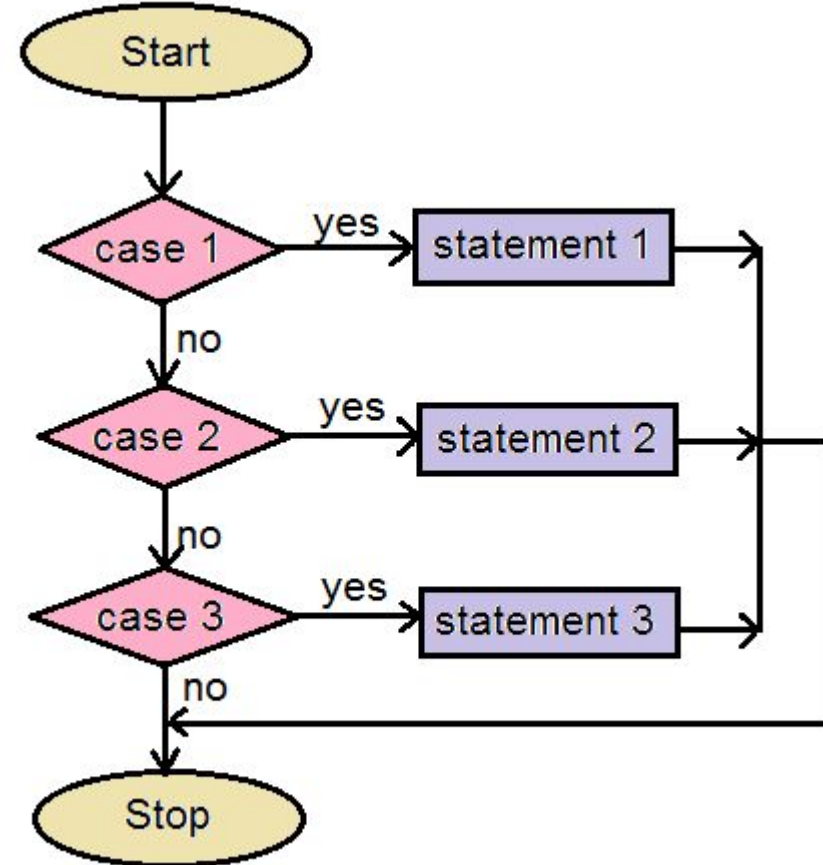 Start
case 1
yes
statement 1
no
case 2
yes
statement 2
no
case 3
yes
statement 3
no
Stop